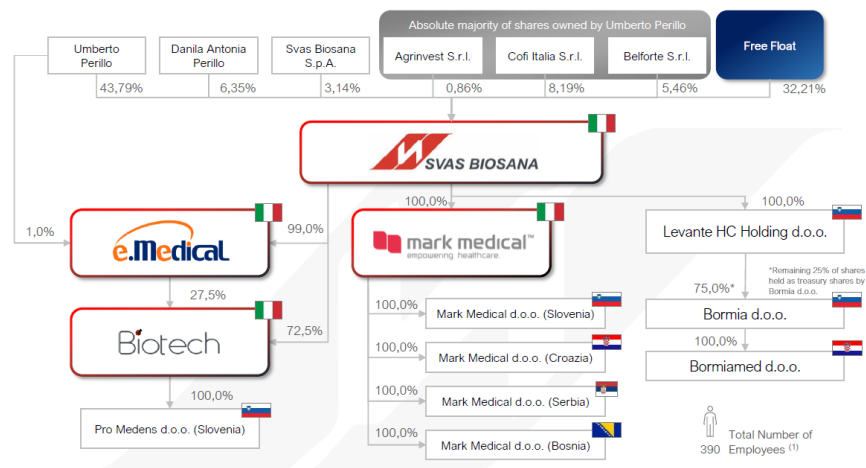 Absolute majority of shares owned by Umberto Perillo
Umberto
Perillo
Danila Antonia
Perillo
Svas Biosana
S.p.A.
Agrinvest S.r.l.
Cofi Italia S.r.l.
Belforte S.r.l.
Free Float
43,79%
6,35%
3,14%
0,86%
8,19%
5,46%
32,21%
SVAS BIOSANA
100,0%
100,0%
1,0%
e.Medical
99,0%
mark medical™
empowering healthcare.
Levante HC Holding d.o.o.
*Remaining 25% of shares
held as treasury shares by
Bormia d.o.o.
27,5%
75,0%*
Biotech
72,5%
100,0%
Mark Medical d.o.o. (Slovenia)
Bormia d.o.o.
100,0%
100,0%
Mark Medical d.o.o. (Croazia)
Bormiamed d.o.o.
100,0%
100,0%
Mark Medical d.o.o. (Serbia)
Pro Medens d.o.o. (Slovenia)
100,0%
Mark Medical d.o.o. (Bosnia)
390
Total Number of
Employees (1)